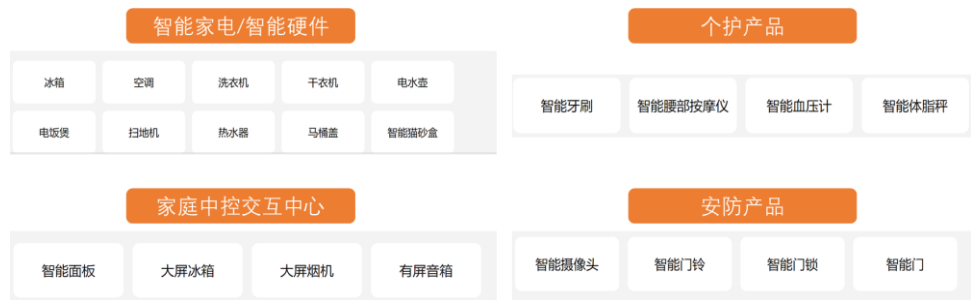 智能家电/智能硬件
冰箱 空调 洗衣机 干衣机 电水壶
电饭煲 扫地机 热水器 马桶盖 智能猫砂盒
个护产品
智能牙刷 智能腰部按摩仪 智能血压计 智能体脂秤
家庭中控交互中心
智能面板 大屏冰箱 大屏烟机 有屏音箱
安防产品
智能摄像头 智能门铃 智能门锁 智能门